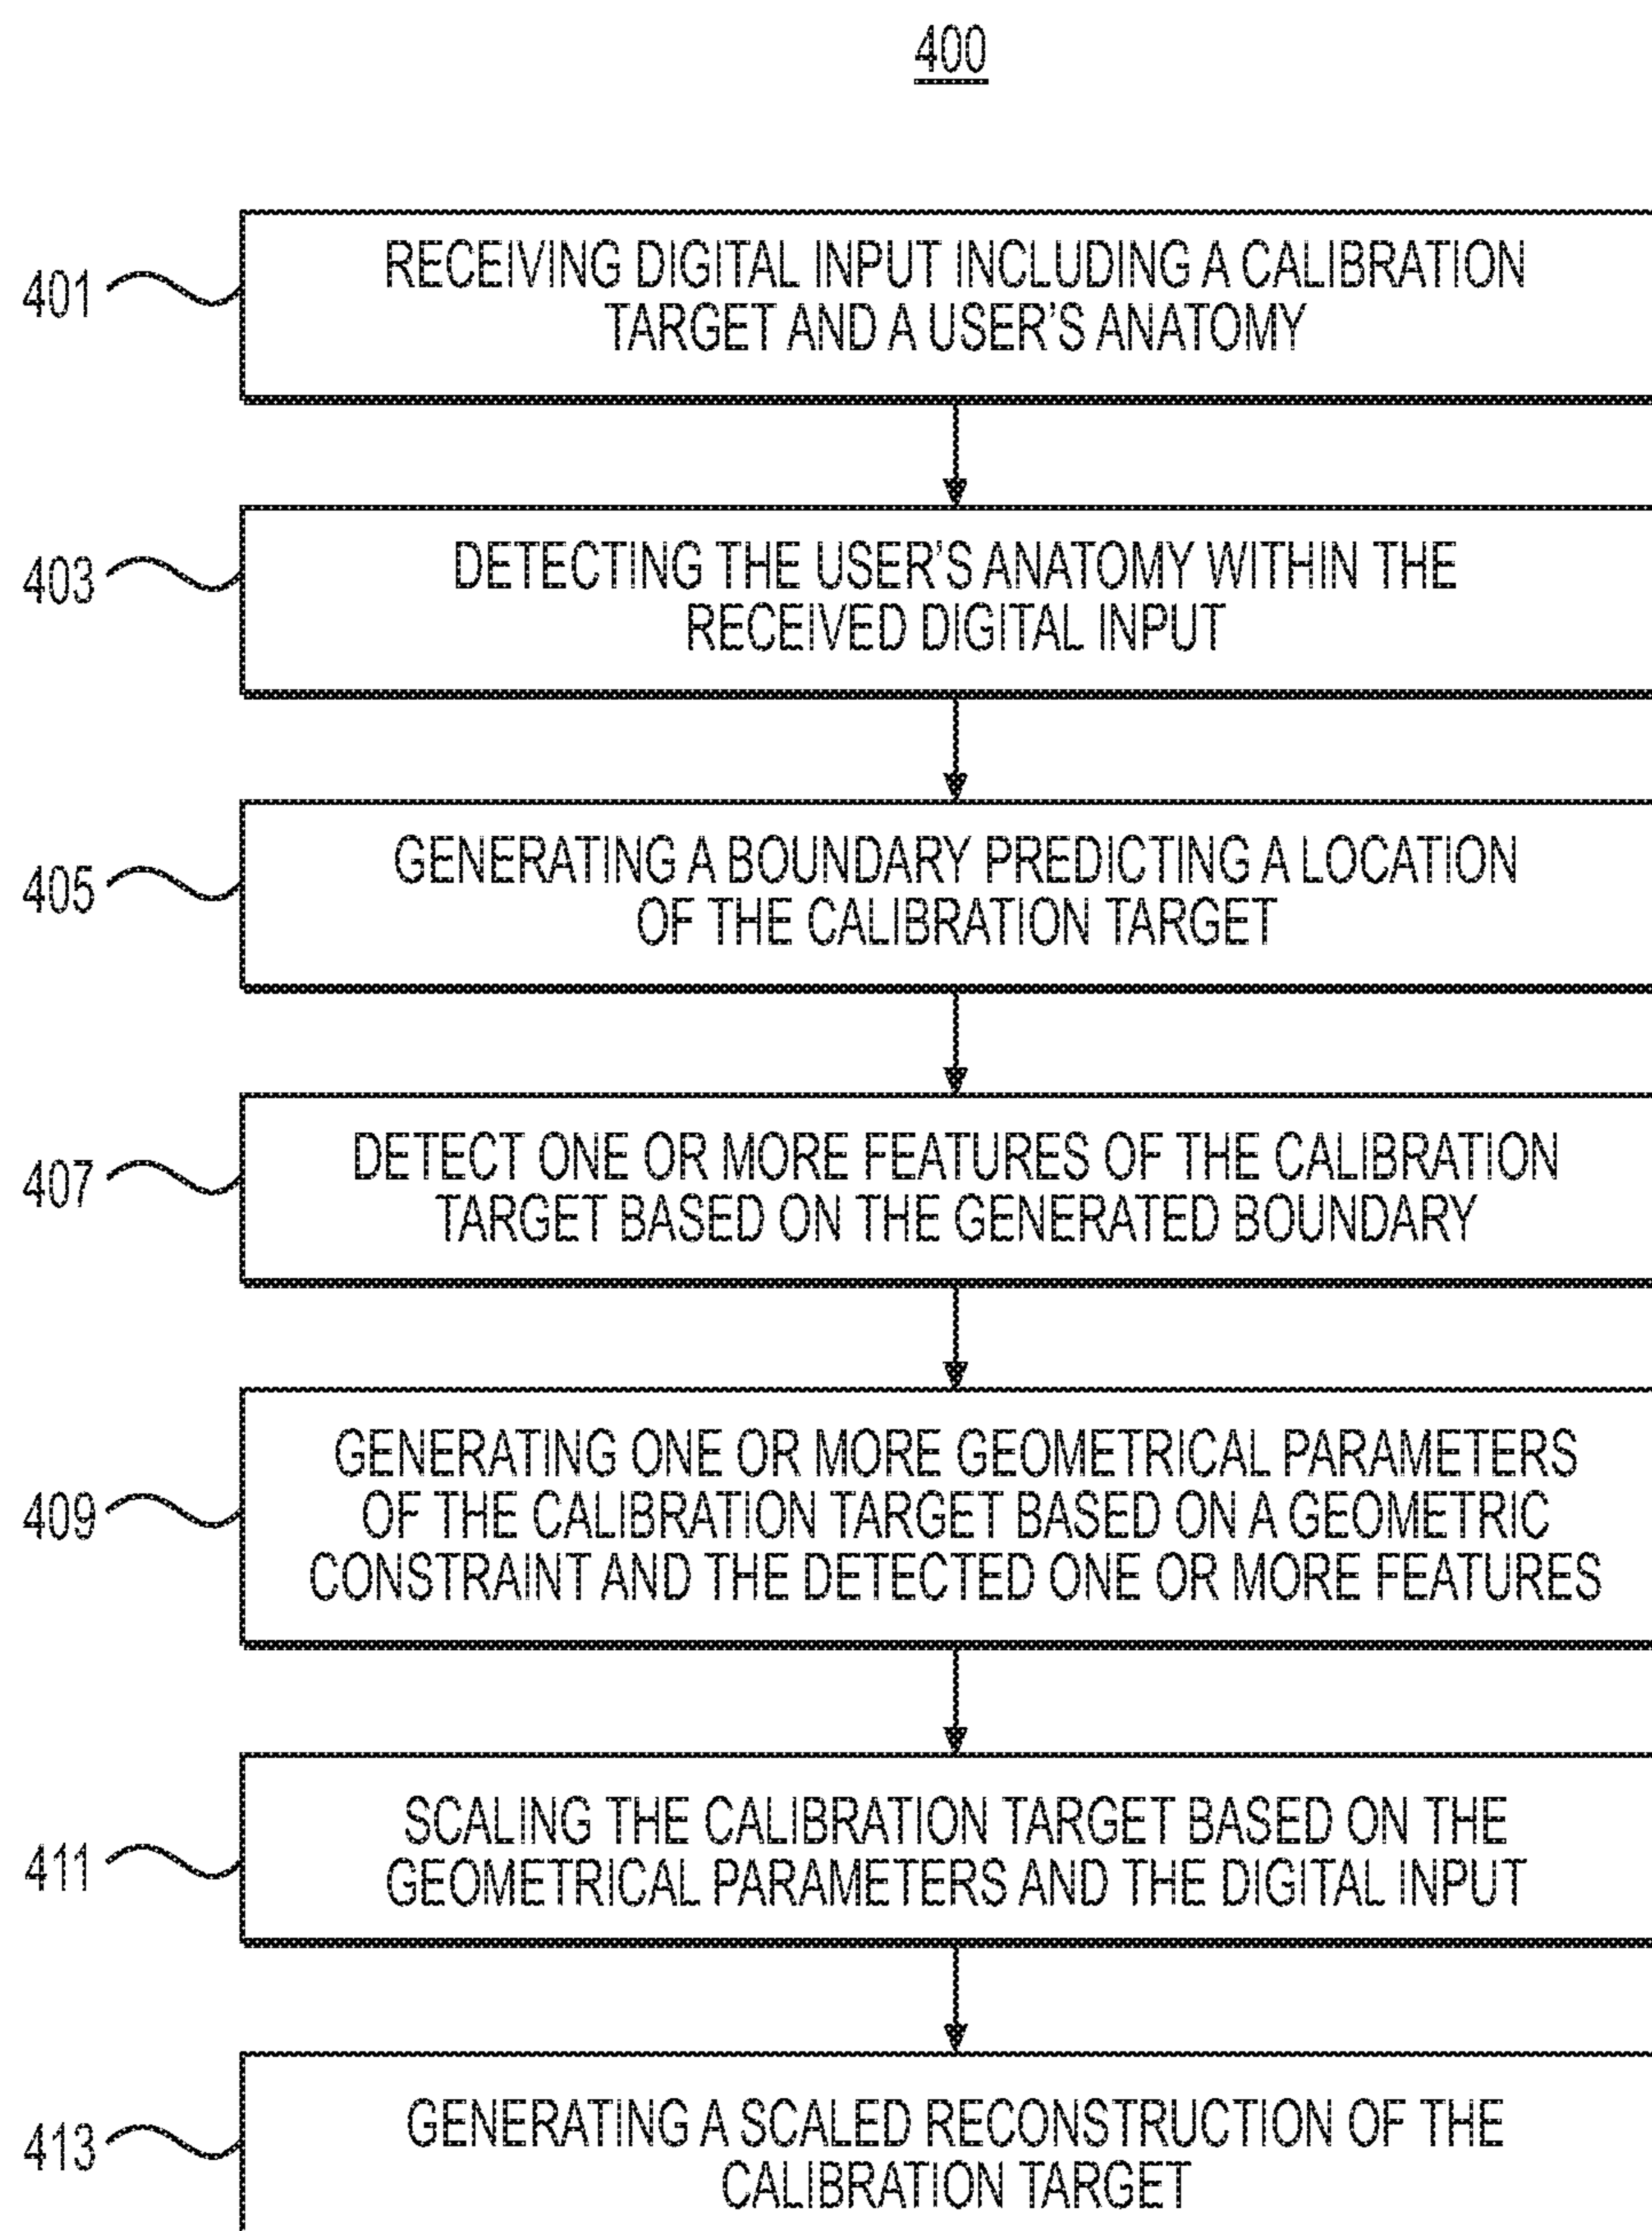 400
401
RECEIVING DIGITAL INPUT INCLUDING A CALIBRATION
TARGET AND A USER'S ANATOMY
403
DETECTING THE USER'S ANATOMY WITHIN THE
RECEIVED DIGITAL INPUT
405
GENERATING A BOUNDARY PREDICTING A LOCATION
OF THE CALIBRATION TARGET
407
DETECT ONE OR MORE FEATURES OF THE CALIBRATION
TARGET BASED ON THE GENERATED BOUNDARY
409
GENERATING ONE OR MORE GEOMETRICAL PARAMETERS
OF THE CALIBRATION TARGET BASED ON A GEOMETRIC
CONSTRAINT AND THE DETECTED ONE OR MORE FEATURES
411
SCALING THE CALIBRATION TARGET BASED ON THE
GEOMETRICAL PARAMETERS AND THE DIGITAL INPUT
413
GENERATING A SCALED RECONSTRUCTION OF THE
CALIBRATION TARGET